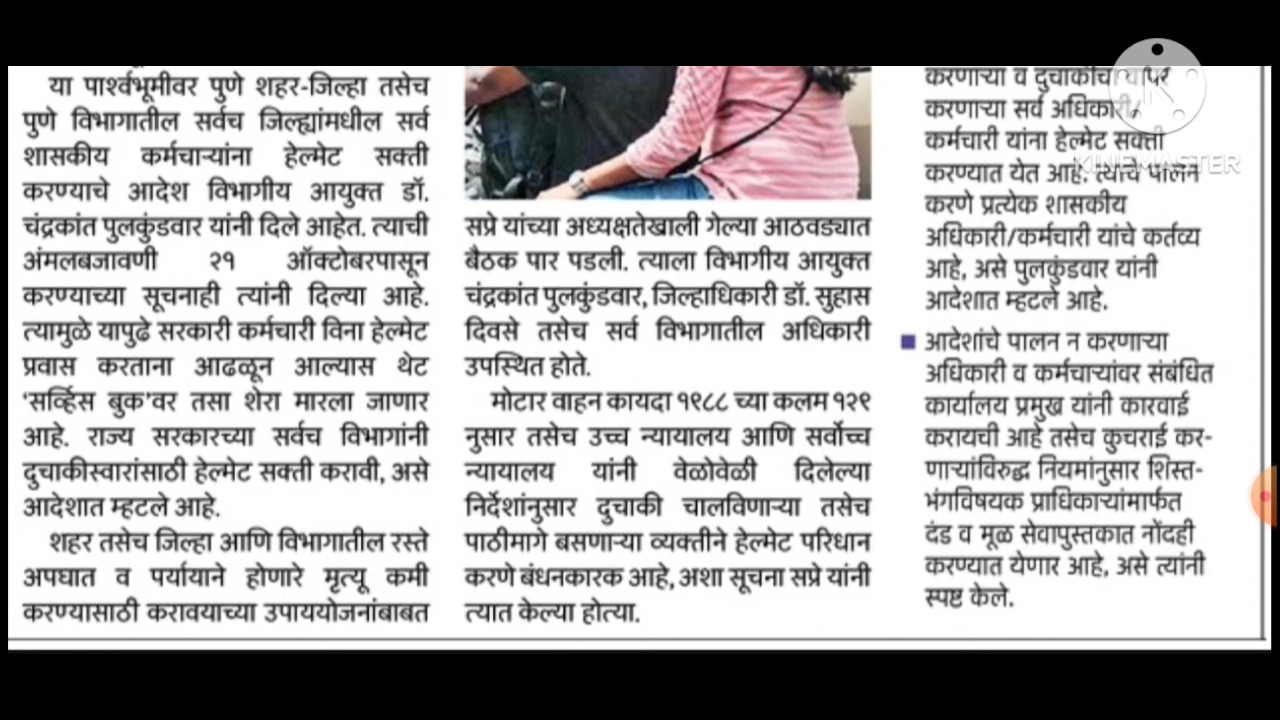 या पार्श्वभूमीवर पुणे शहर-जिल्हा तसेच
पुणे विभागातील सर्वच जिल्ह्यांमधील सर्व
शासकीय कर्मचाऱ्यांना हेल्मेट सक्ती
करण्याचे आदेश विभागीय आयुक्त डॉ.
चंद्रकांत पुलकुंडवार यांनी दिले आहेत. त्याची
अंमलबजावणी २१ ऑक्टोबरपासून
करण्याच्या सूचनाही त्यांनी दिल्या आहे.
त्यामुळे यापुढे सरकारी कर्मचारी विना हेल्मेट
प्रवास करताना आढळून आल्यास थेट
‘सर्व्हिस बुक’वर तसा शेरा मारला जाणार
आहे. राज्य सरकारच्या सर्वच विभागांनी
दुचाकीस्वारांसाठी हेल्मेट सक्ती करावी, असे
आदेशात म्हटले आहे.
शहर तसेच जिल्हा आणि विभागातील रस्ते
अपघात व पर्यायाने होणारे मृत्यू कमी
करण्यासाठी करावयाच्या उपाययोजनांबाबत
सप्रे यांच्या अध्यक्षतेखाली गेल्या आठवड्यात
बैठक पार पडली. त्याला विभागीय आयुक्त
चंद्रकांत पुलकुंडवार, जिल्हाधिकारी डॉ. सुहास
दिवसे तसेच सर्व विभागातील अधिकारी
उपस्थित होते.
मोटार वाहन कायदा १९८८ च्या कलम १२९
नुसार तसेच उच्च न्यायालय आणि सर्वोच्च
न्यायालय यांनी वेळोवेळी दिलेल्या
निर्देशांनुसार दुचाकी चालविणाऱ्या तसेच
पाठीमागे बसणाऱ्या व्यक्तीने हेल्मेट परिधान
करणे बंधनकारक आहे, अशा सूचना सप्रे यांनी
त्यात केल्या होत्या.
करणाऱ्या व दुचाकीचा वापर
करणाऱ्या सर्व अधिकारी/
कर्मचारी यांना हेल्मेट सक्ती
करण्यात येत आहे. त्याचे पालन
करणे प्रत्येक शासकीय
अधिकारी/कर्मचारी यांचे कर्तव्य
आहे, असे पुलकुंडवार यांनी
आदेशात म्हटले आहे.
■ आदेशांचे पालन न करणाऱ्या
अधिकारी व कर्मचाऱ्यांवर संबंधित
कार्यालय प्रमुख यांनी कारवाई
करायची आहे तसेच कुचराई कर-
णाऱ्यांविरुद्ध नियमांनुसार शिस्त-
भंगविषयक प्राधिकाऱ्यांमार्फत
दंड व मूळ सेवापुस्तकात नोंदही
करण्यात येणार आहे, असे त्यांनी
स्पष्ट केले.
KINEMASTER